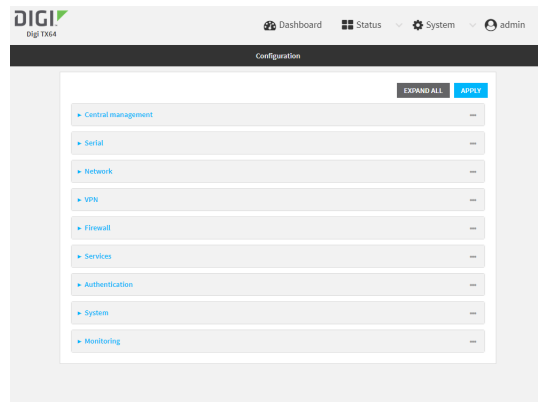 DIGI
Digi TX64
Dashboard Status System admin
Configuration
EXPAND ALL APPLY
Central management
Serial
Network
VPN
Firewall
Services
Authentication
System
Monitoring